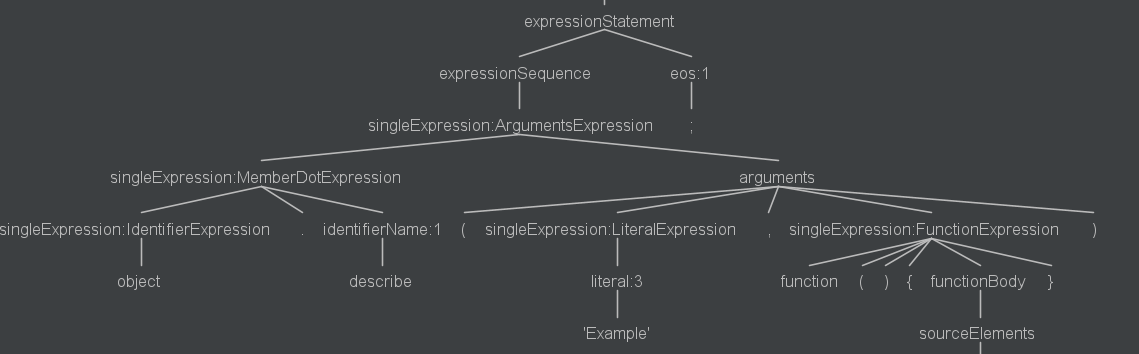 expressionStatement
expressionSequence eos:1
singleExpression:ArgumentsExpression ;
singleExpression:MemberDotExpression arguments
singleExpression:IdentifierExpression . identifierName:1 ( singleExpression:LiteralExpression , singleExpression:FunctionExpression )
object describe literal:3 function ( ) { functionBody }
'Example' sourceElements